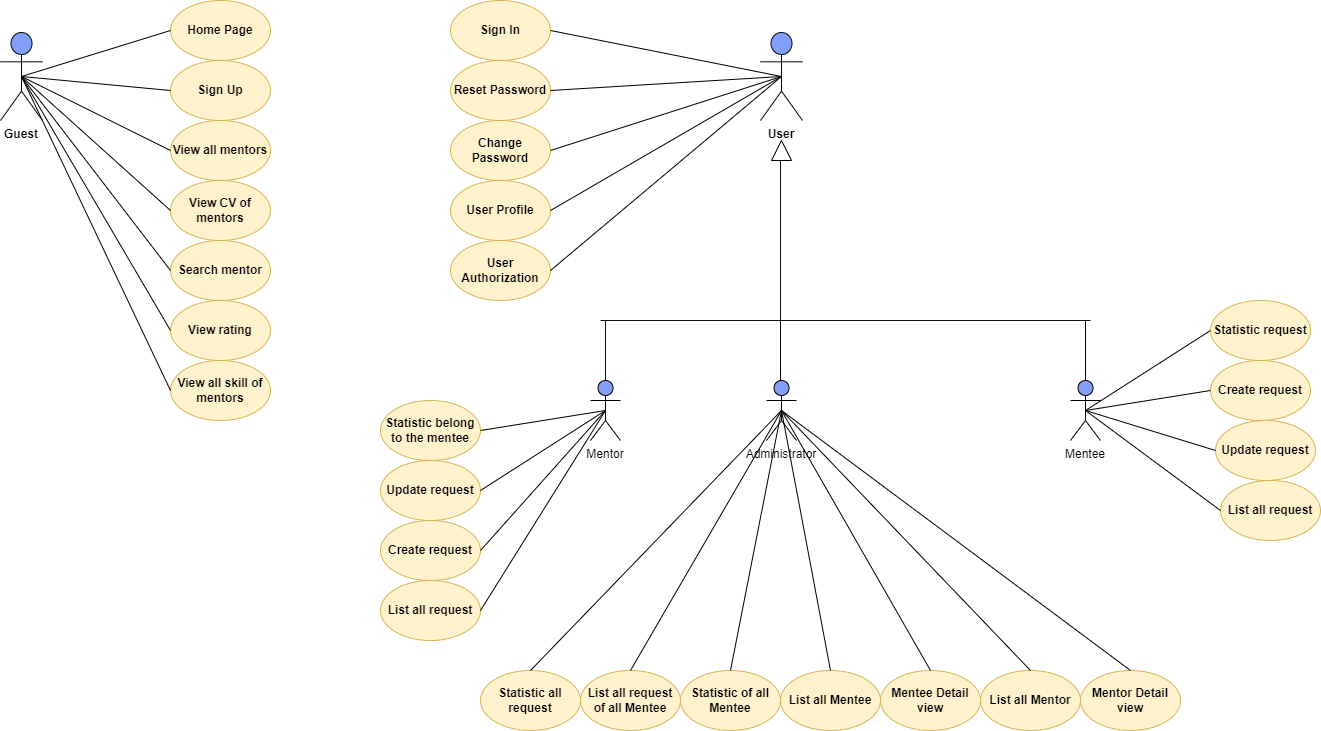 Home Page
Sign Up
View all mentors
View CV of
mentors
Search mentor
View rating
View all skill of
mentors
Guest
Sign In
Reset Password
Change
Password
User Profile
User
Authorization
User
Statistic belong
to the mentee
Update request
Create request
List all request
Mentor
Administrator
Mentee
Statistic request
Create request
Update request
List all request
Statistic all
request
List all request
of all Mentee
Statistic of all
Mentee
List all Mentee
Mentee Detail
view
List all Mentor
Mentor Detail
view